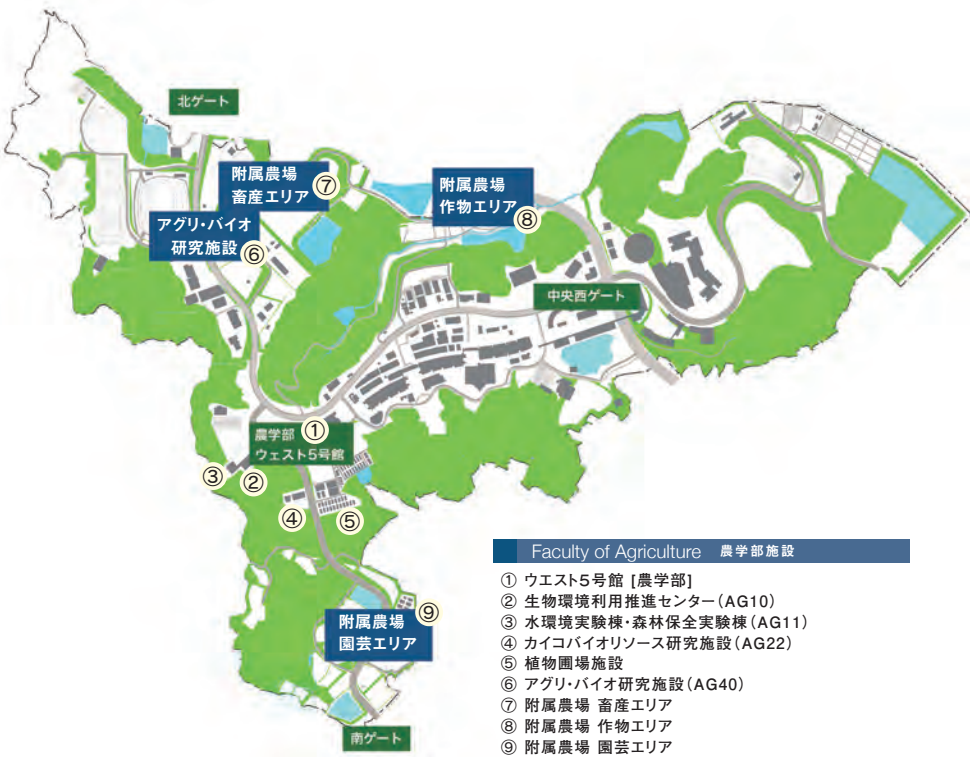 北ゲート
附属農場
畜産エリア
⑦
附属農場
作物エリア
⑧
アグリ・バイオ
研究施設
⑥
中央西ゲート
①
農学部
ウェスト5号館
③
②
④
⑤
附属農場
園芸エリア
⑨
南ゲート
Faculty of Agriculture 農学部施設
① ウエスト5号館 [農学部]
② 生物環境利用推進センター(AG10)
③ 水環境実験棟・森林保全実験棟(AG11)
④ カイコバイオリソース研究施設(AG22)
⑤ 植物圃場施設
⑥ アグリ・バイオ研究施設(AG40)
⑦ 附属農場 畜産エリア
⑧ 附属農場 作物エリア
⑨ 附属農場 園芸エリア